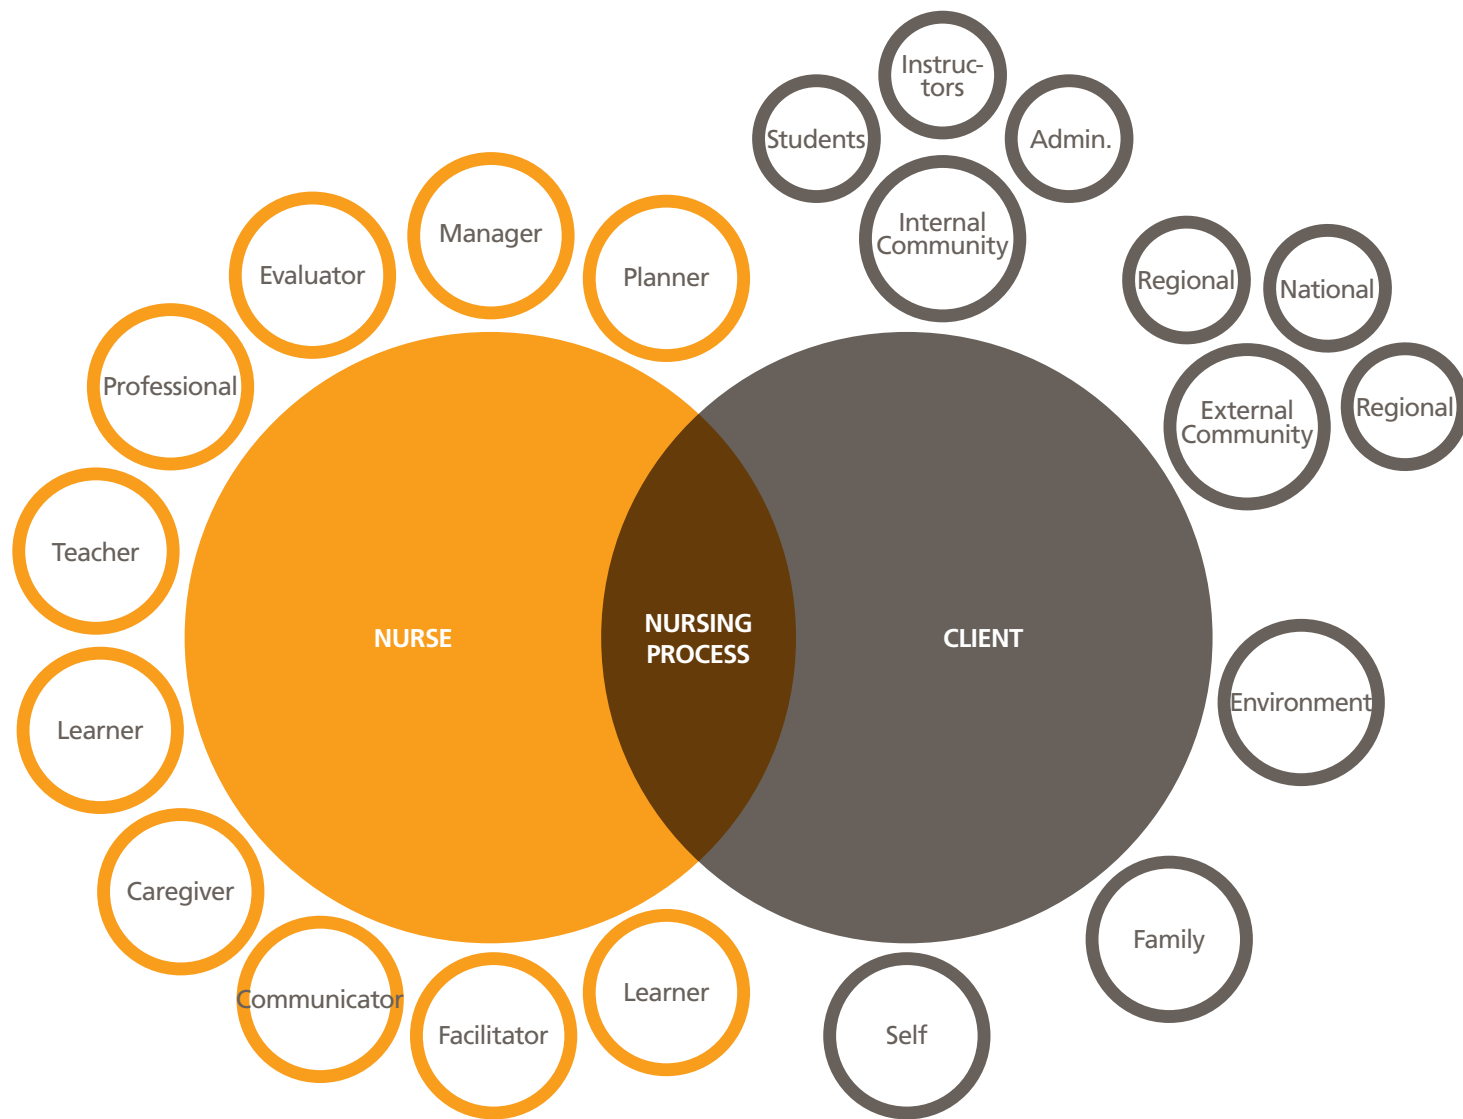 Instruc-
tors
Students
Admin.
Internal
Community
Manager
Planner
Evaluator
Regional
National
Professional
External
Community
Regional
Teacher
NURSE
NURSING
PROCESS
CLIENT
Learner
Environment
Caregiver
Family
Communicator
Learner
Facilitator
Self